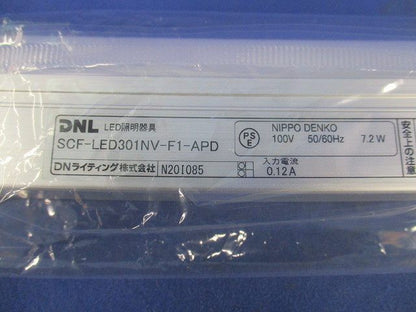 DNL LED照明器具
SCF-LED301NV-F1-APD
DNライティング株式会社 N20I085
PS
E
NIPPO DENKO
100V 50/60Hz 7.2W
入力電流
0.12A
安全上の注意